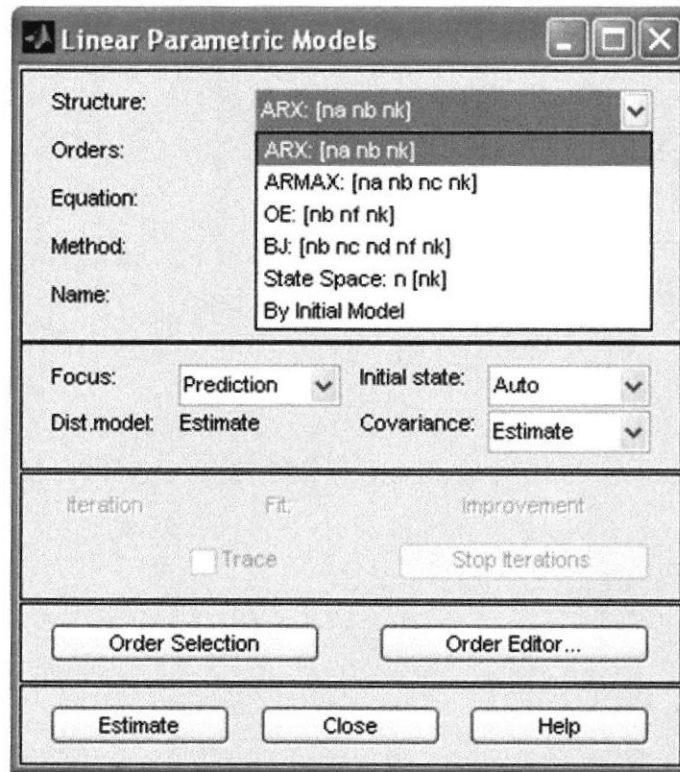 Linear Parametric Models
Structure: ARX: [na nb nk]
Orders: ARX: [na nb nk]
ARMAX: [na nb nc nk]
Equation:
OE: [nb nf nk]
Method: BJ: [nb nc nd nf nk]
State Space: n [nk]
Name:
By Initial Model
Focus: Prediction Initial state: Auto
Dist.model: Estimate Covariance: Estimate
Iteration Fit: Improvement
Trace Stop Iterations
Order Selection Order Editor...
Estimate Close Help